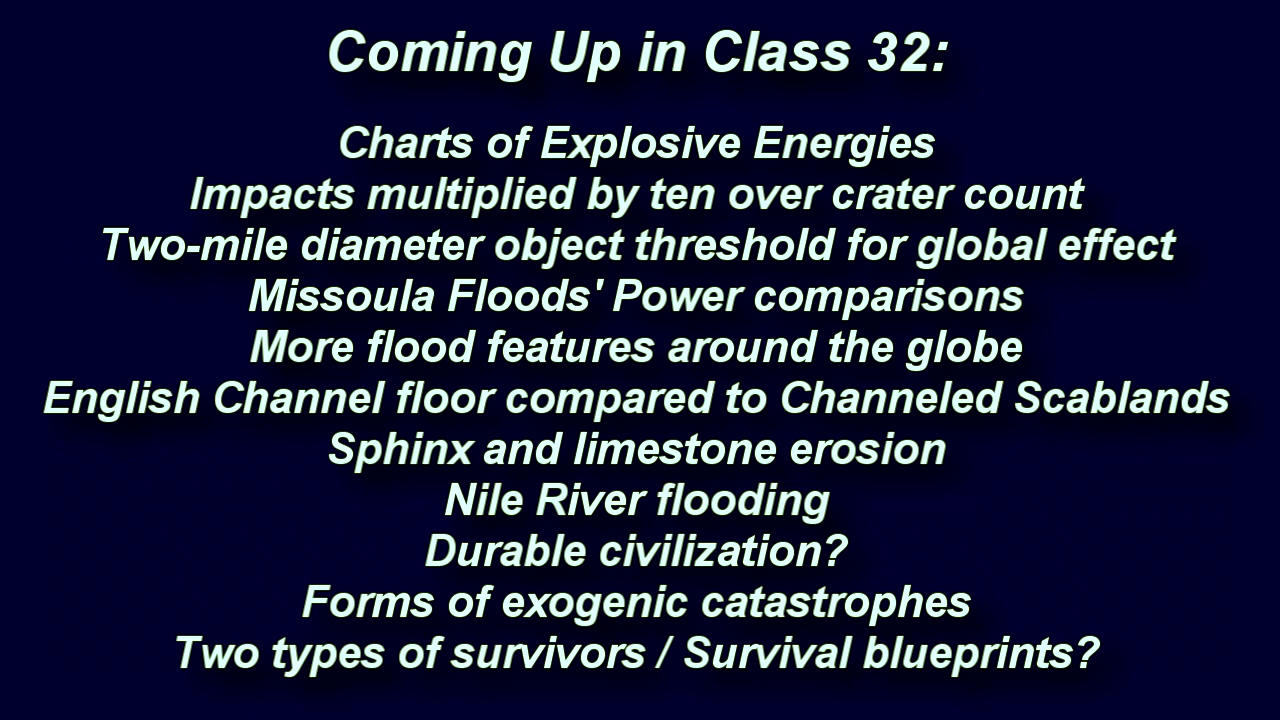 Coming Up in Class 32:
Charts of Explosive Energies
Impacts multiplied by ten over crater count
Two-mile diameter object threshold for global effect
Missoula Floods' Power comparisons
More flood features around the globe
English Channel floor compared to Channeled Scablands
Sphinx and limestone erosion
Nile River flooding
Durable civilization?
Forms of exogenic catastrophes
Two types of survivors / Survival blueprints?